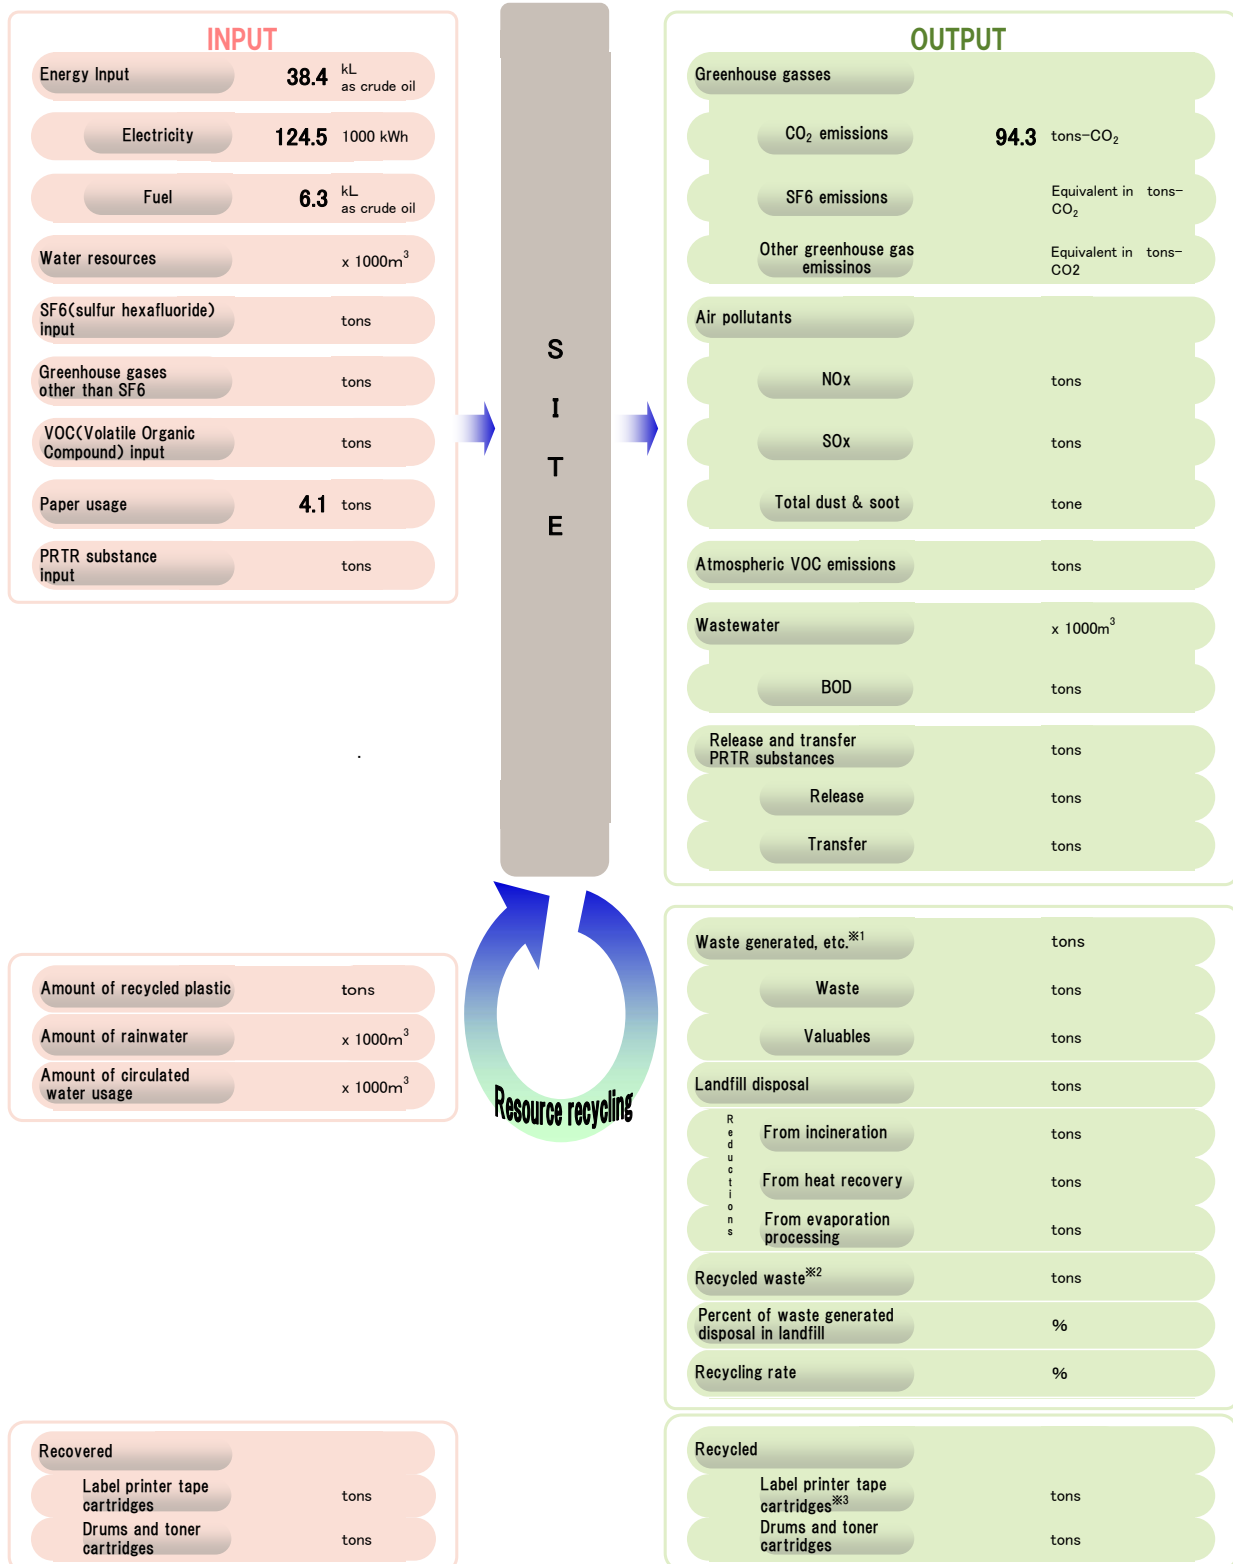 INPUT
Energy Input 38.4 kL
as crude oil
Electricity 124.5 1000 kWh
Fuel 6.3 kL
as crude oil
Water resources x 1000m³
SF6(sulfur hexafluoride)
input tons
Greenhouse gases
other than SF6 tons
VOC(Volatile Organic
Compound) input tons
Paper usage 4.1 tons
PRTR substance
input tons
S
I
T
E
OUTPUT
Greenhouse gasses
CO₂ emissions 94.3 tons-CO₂
SF6 emissions Equivalent in tons-
CO₂
Other greenhouse gas
emissinos Equivalent in tons-
CO2
Air pollutants
NOx tons
SOx tons
Total dust & soot tone
Atmospheric VOC emissions tons
Wastewater x 1000m³
BOD tons
Release and transfer
PRTR substances tons
Release tons
Transfer tons
Amount of recycled plastic tons
Amount of rainwater x 1000m³
Amount of circulated
water usage x 1000m³
Resource recycling
Waste generated, etc.※1 tons
Waste tons
Valuables tons
Landfill disposal tons
Reductions
From incineration tons
From heat recovery tons
From evaporation
processing tons
Recycled waste※2 tons
Percent of waste generated
disposal in landfill %
Recycling rate %
Recovered
Label printer tape
cartridges tons
Drums and toner
cartridges tons
Recycled
Label printer tape
cartridges※3 tons
Drums and toner
cartridges tons